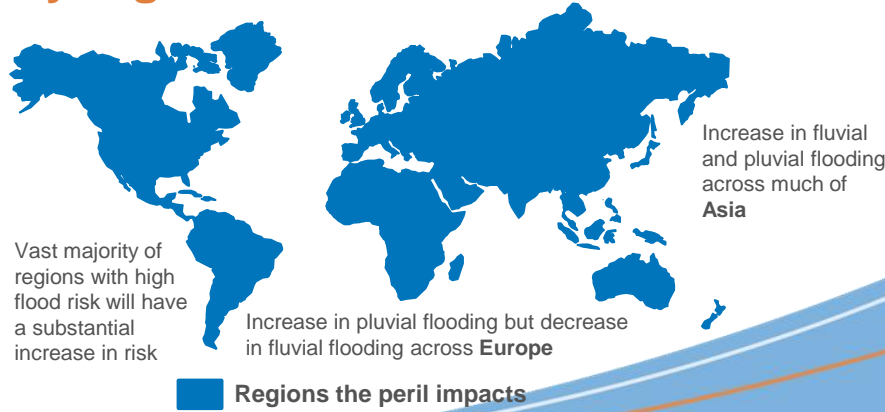 Increase in fluvial
and pluvial flooding
across much of
Asia
Vast majority of
regions with high
flood risk will have
a substantial
increase in risk
Increase in pluvial flooding but decrease
in fluvial flooding across Europe
Regions the peril impacts